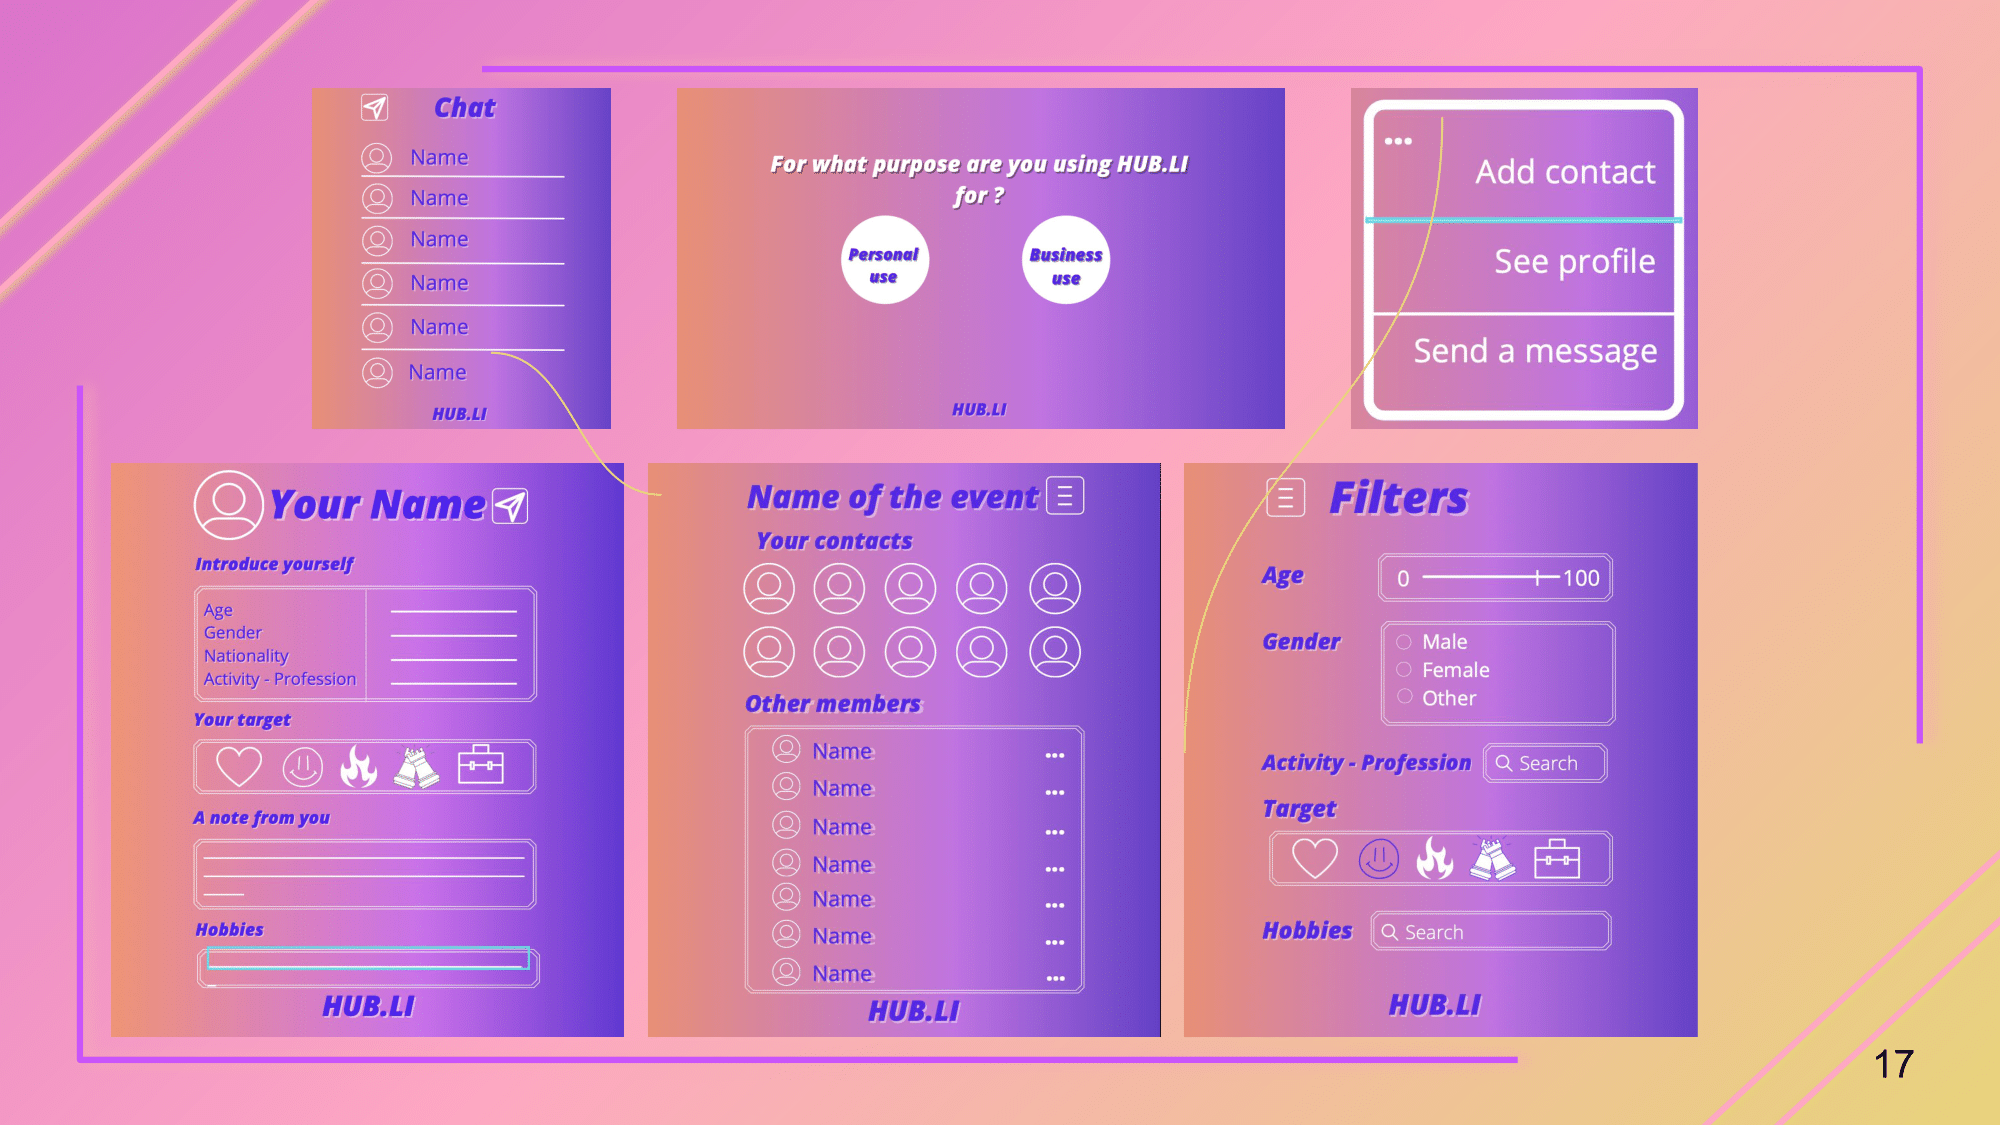 Chat
Name
Name
Name
Name
Name
Name
HUB.LI
For what purpose are you using HUB.LI
for ?
Personal
use
Business
use
HUB.LI
Add contact
See profile
Send a message
Your Name
Introduce yourself
Age
Gender
Nationality
Activity - Profession
Your target
A note from you
Hobbies
HUB.LI
Name of the event
Your contacts
Other members
Name
Name
Name
Name
Name
Name
Name
HUB.LI
Filters
Age
0 100
Gender
Male
Female
Other
Activity - Profession Search
Target
Hobbies Search
HUB.LI
17